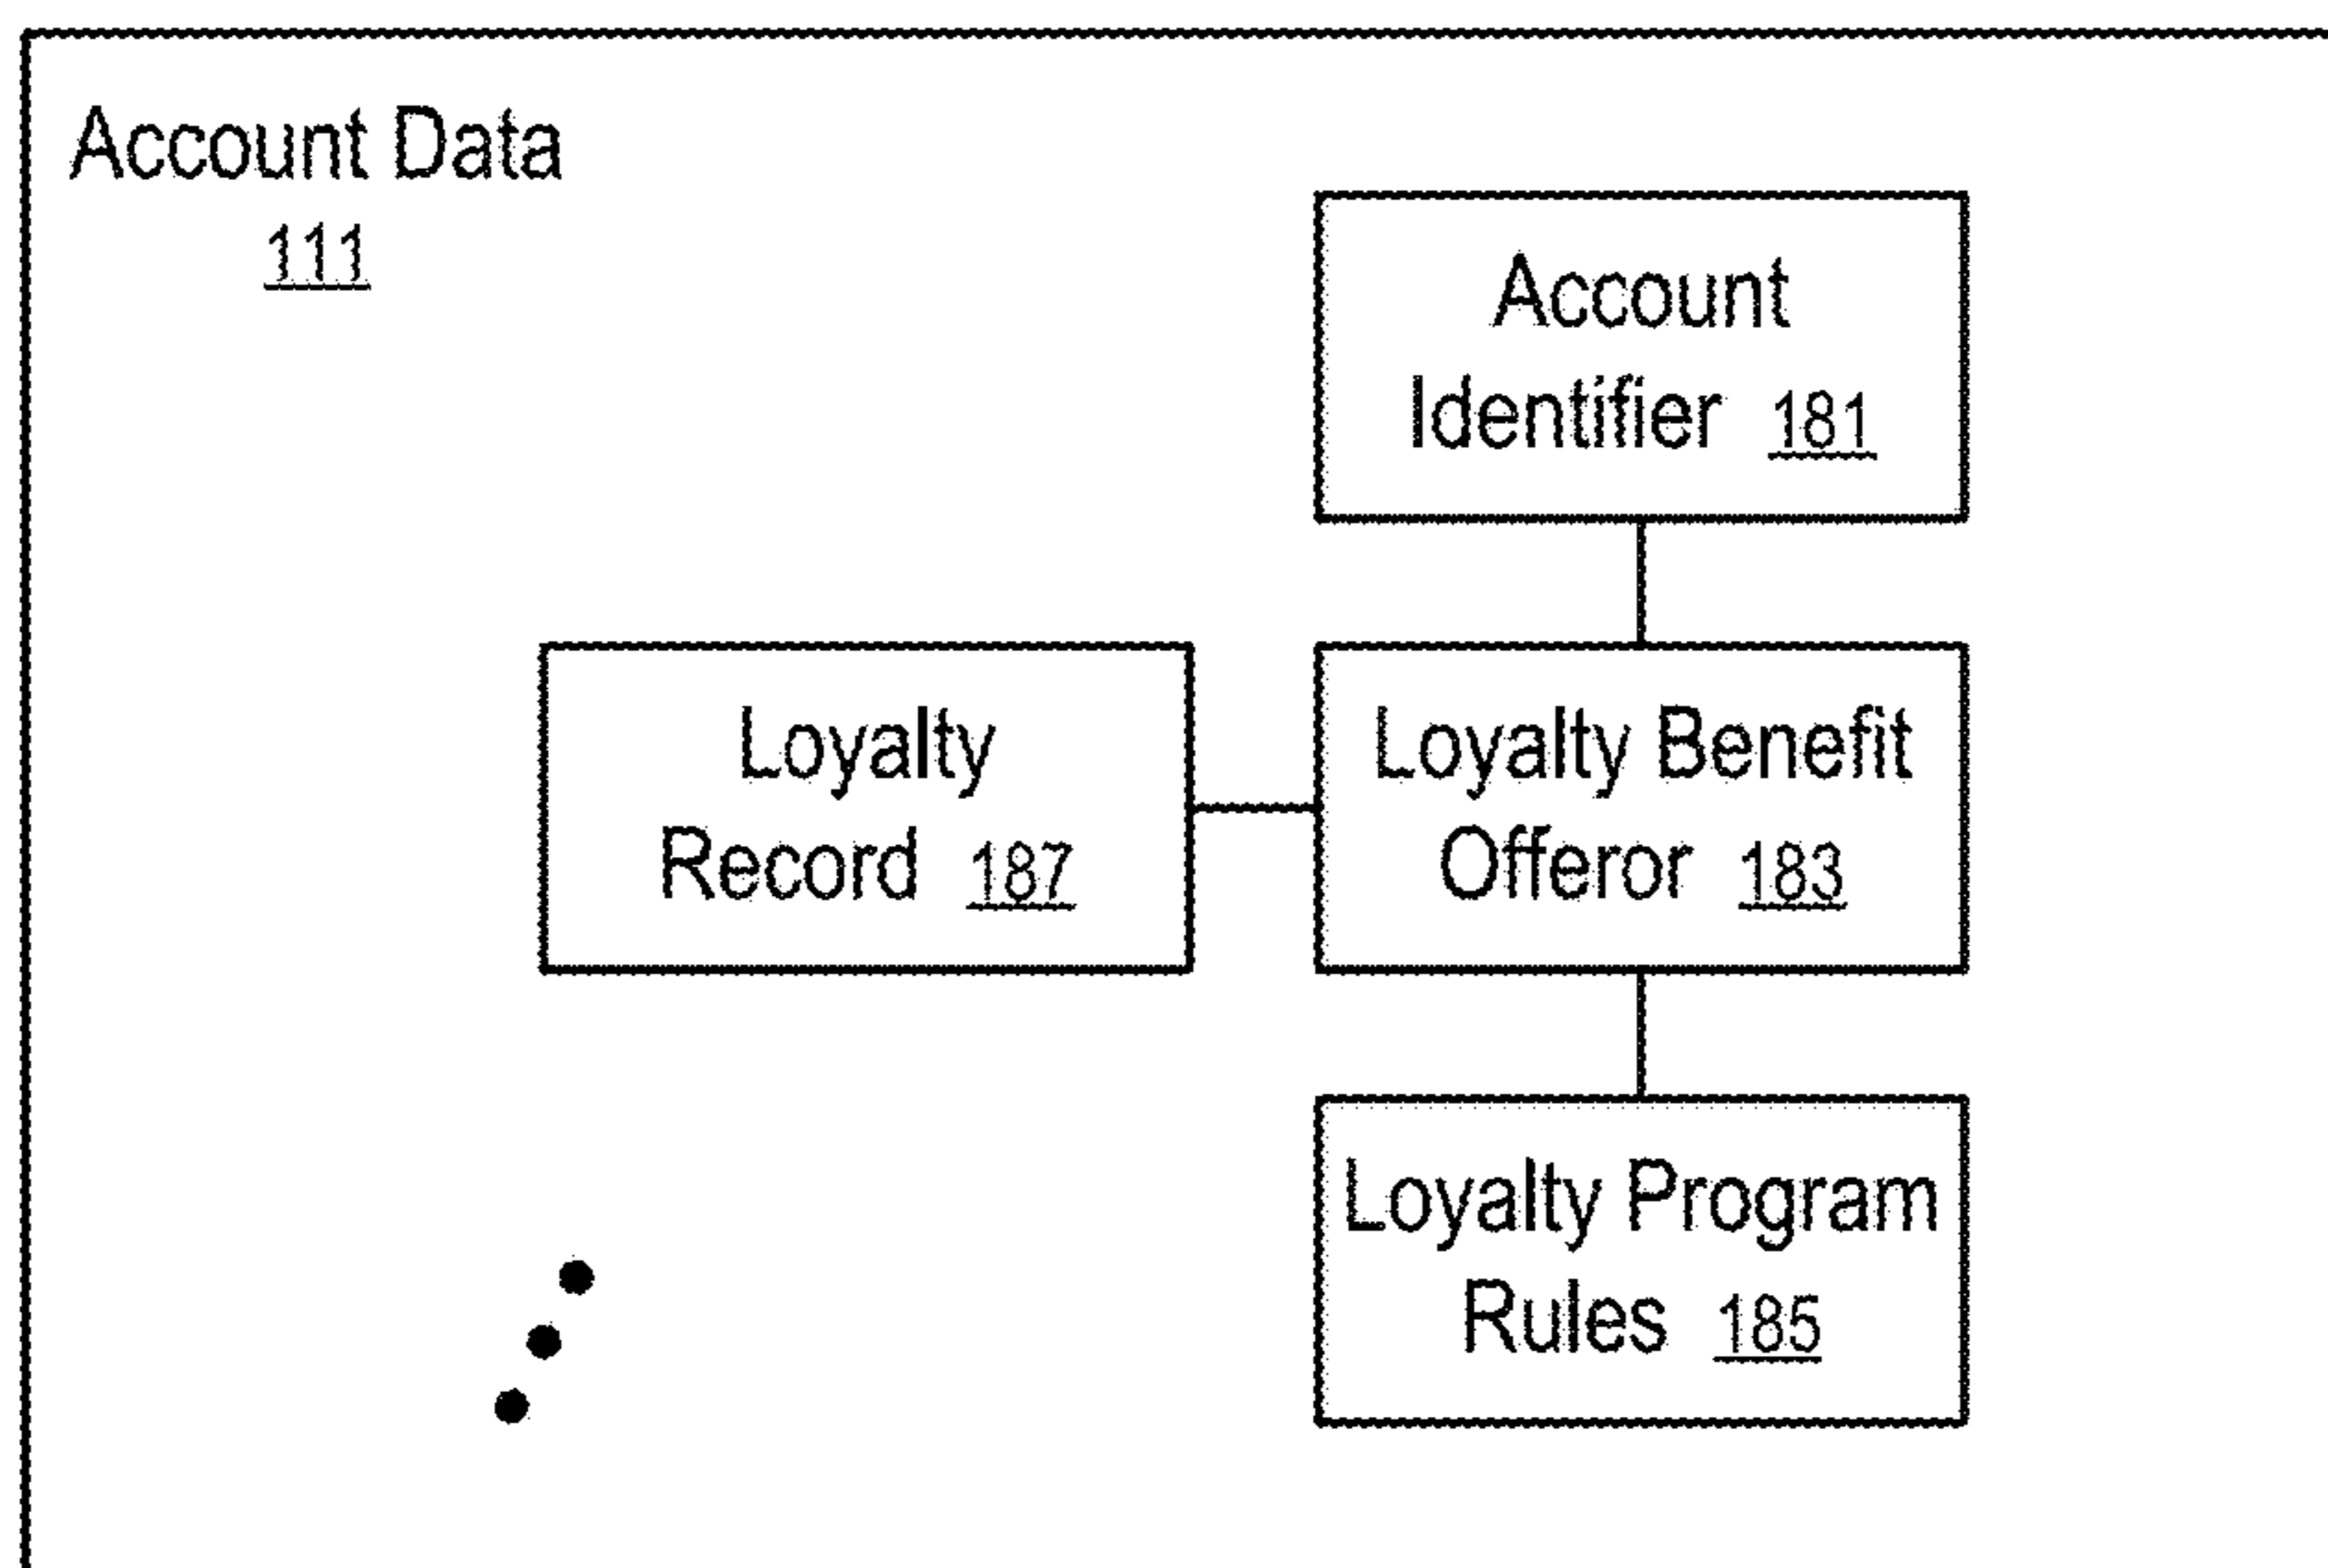 Account Data
111
Account
Identifier 181
Loyalty
Record 187
Loyalty Benefit
Offeror 183
Loyalty Program
Rules 185